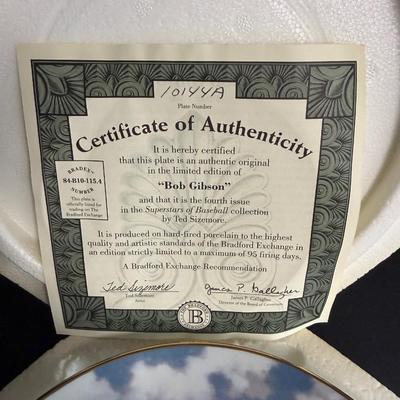 10144A
Plate Number
Certificate of Authenticity
It is hereby certified
that this plate is an authentic original
in the limited edition of
"Bob Gibson"
and that it is the fourth issue
in the Superstars of Baseball collection
by Ted Sizemore.
BRADEX
84-B10-115.4
NUMBER
This plate is
officially listed for
trading on The
Bradford Exchange
It is produced on hard-fired porcelain to the highest
quality and artistic standards of the Bradford Exchange in
an edition strictly limited to a maximum of 95 firing days.
A Bradford Exchange Recommendation
Ted Sizemore
Ted Sizemore
Artist
James P. Gallagher
James P. Gallagher
Director of the Board of Governors
B